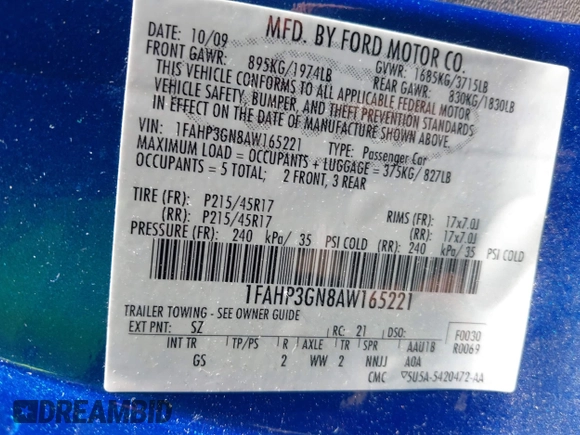 MFD. BY FORD MOTOR CO.
DATE: 10/09
GVWR: 1685KG/3715LB
FRONT GAWR: 895KG/1974LB
REAR GAWR: 830KG/1830LB
THIS VEHICLE CONFORMS TO ALL APPLICABLE FEDERAL MOTOR
VEHICLE SAFETY, BUMPER, AND THEFT PREVENTION STANDARDS
IN EFFECT ON THE DATE OF MANUFACTURE SHOWN ABOVE.
VIN: 1FAHP3GN8AW165221 TYPE: Passenger Car
MAXIMUM LOAD = OCCUPANTS + LUGGAGE = 375KG/ 827LB
OCCUPANTS = 5 TOTAL; 2 FRONT, 3 REAR
TIRE (FR): P215/45R17 RIMS (FR): 17x7.0J
(RR): P215/45R17 (RR): 17x7.0J
PRESSURE (FR): 240 kPa/ 35 PSI COLD (RR): 240 kPa/ 35 PSI COLD
1FAHP3GN8AW165221
TRAILER TOWING - SEE OWNER GUIDE
EXT PNT: SZ RC: 21 DSO: F0030
INT TR TP/PS R AXLE TR SPR AAU1B R0069
GS 2 WW 2 NNJJ AOA
CMC ▽5U5A-5420472-AA
DREAMBID